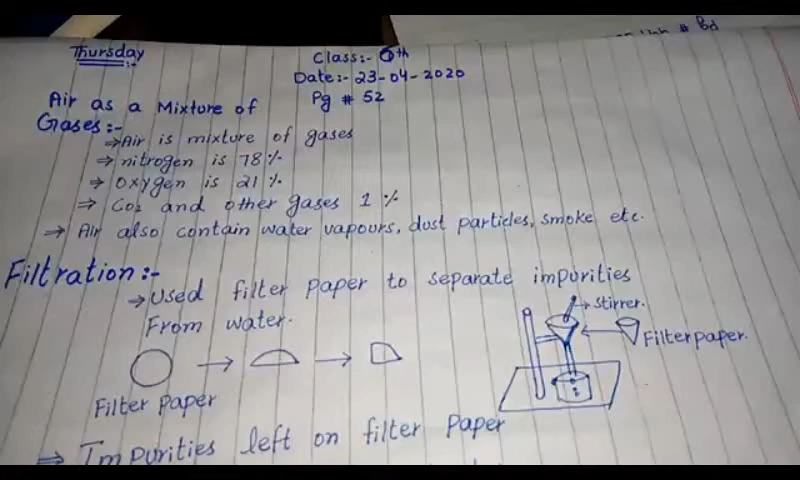 Thursday:-
Class:- 6th
Date:- 23-04-2020
Pg # 52
Air as a Mixture of
Gases:-
⇒ Air is mixture of gases
⇒ nitrogen is 78%
⇒ Oxygen is 21%
⇒ CO2 and other gases 1%
⇒ Air also contain water vapours, dust particles, smoke etc.
Filtration:-
→ Used filter paper to separate impurities
From water.
Stirrer.
Filter paper.
Filter paper
⇒ Impurities left on filter paper